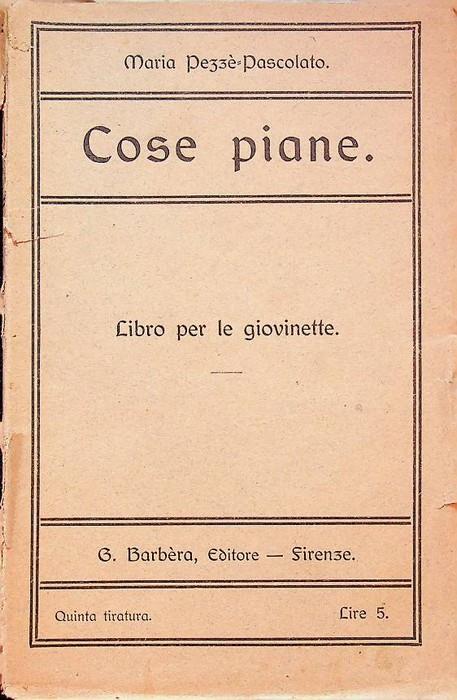 Maria Pezzè-Pascolato.
Cose piane.
Libro per le giovinette.
G. Barbèra, Editore — Firenze.
Quinta tiratura. Lire 5.